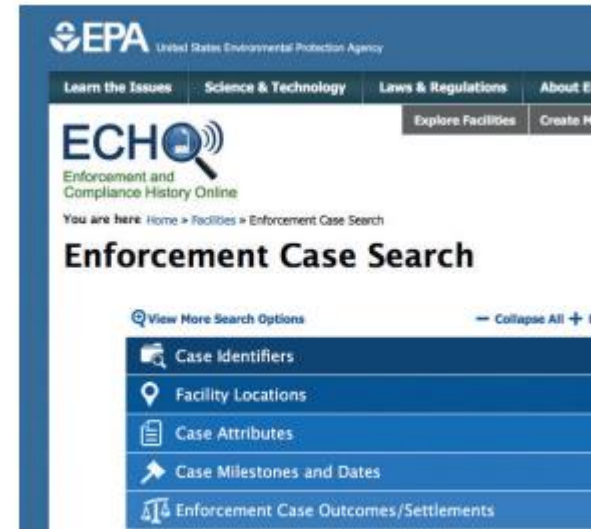 EPA United States Environmental Protection Agency
Learn the Issues Science & Technology Laws & Regulations About E
Explore Facilities Create M
ECHO
Enforcement and
Compliance History Online
You are here Home » Facilities » Enforcement Case Search
Enforcement Case Search
View More Search Options − Collapse All +
Case Identifiers
Facility Locations
Case Attributes
Case Milestones and Dates
Enforcement Case Outcomes/Settlements